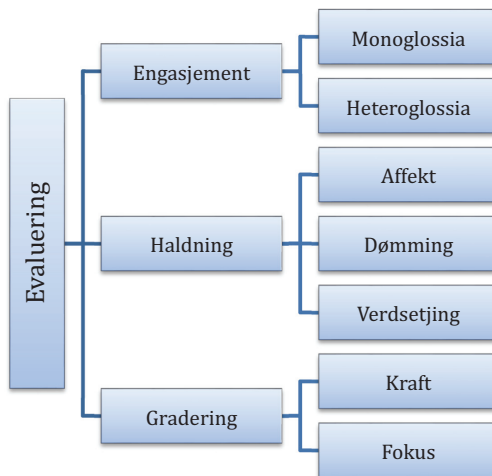 Evaluering
Engasjement
Monoglossia
Heteroglossia
Haldning
Affekt
Dømming
Verdsetjing
Gradering
Kraft
Fokus